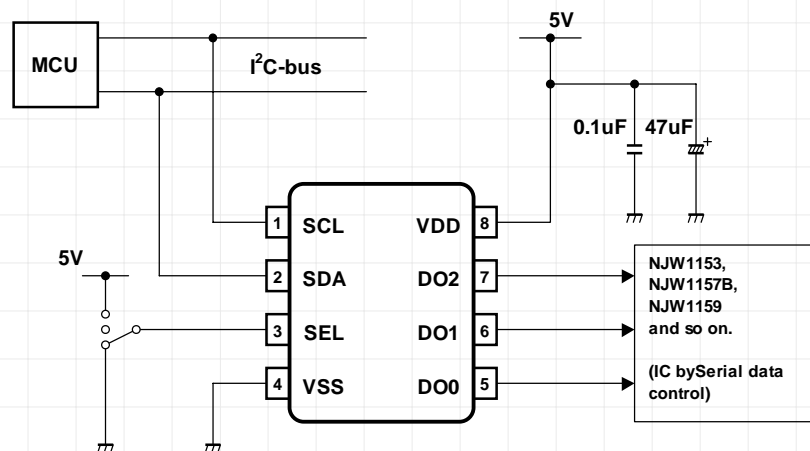 5V
MCU
I²C-bus
0.1uF 47uF
+
1 SCL VDD 8
5V
2 SDA DO2 7
3 SEL DO1 6
4 VSS DO0 5
NJW1153,
NJW1157B,
NJW1159
and so on.
(IC bySerial data
control)